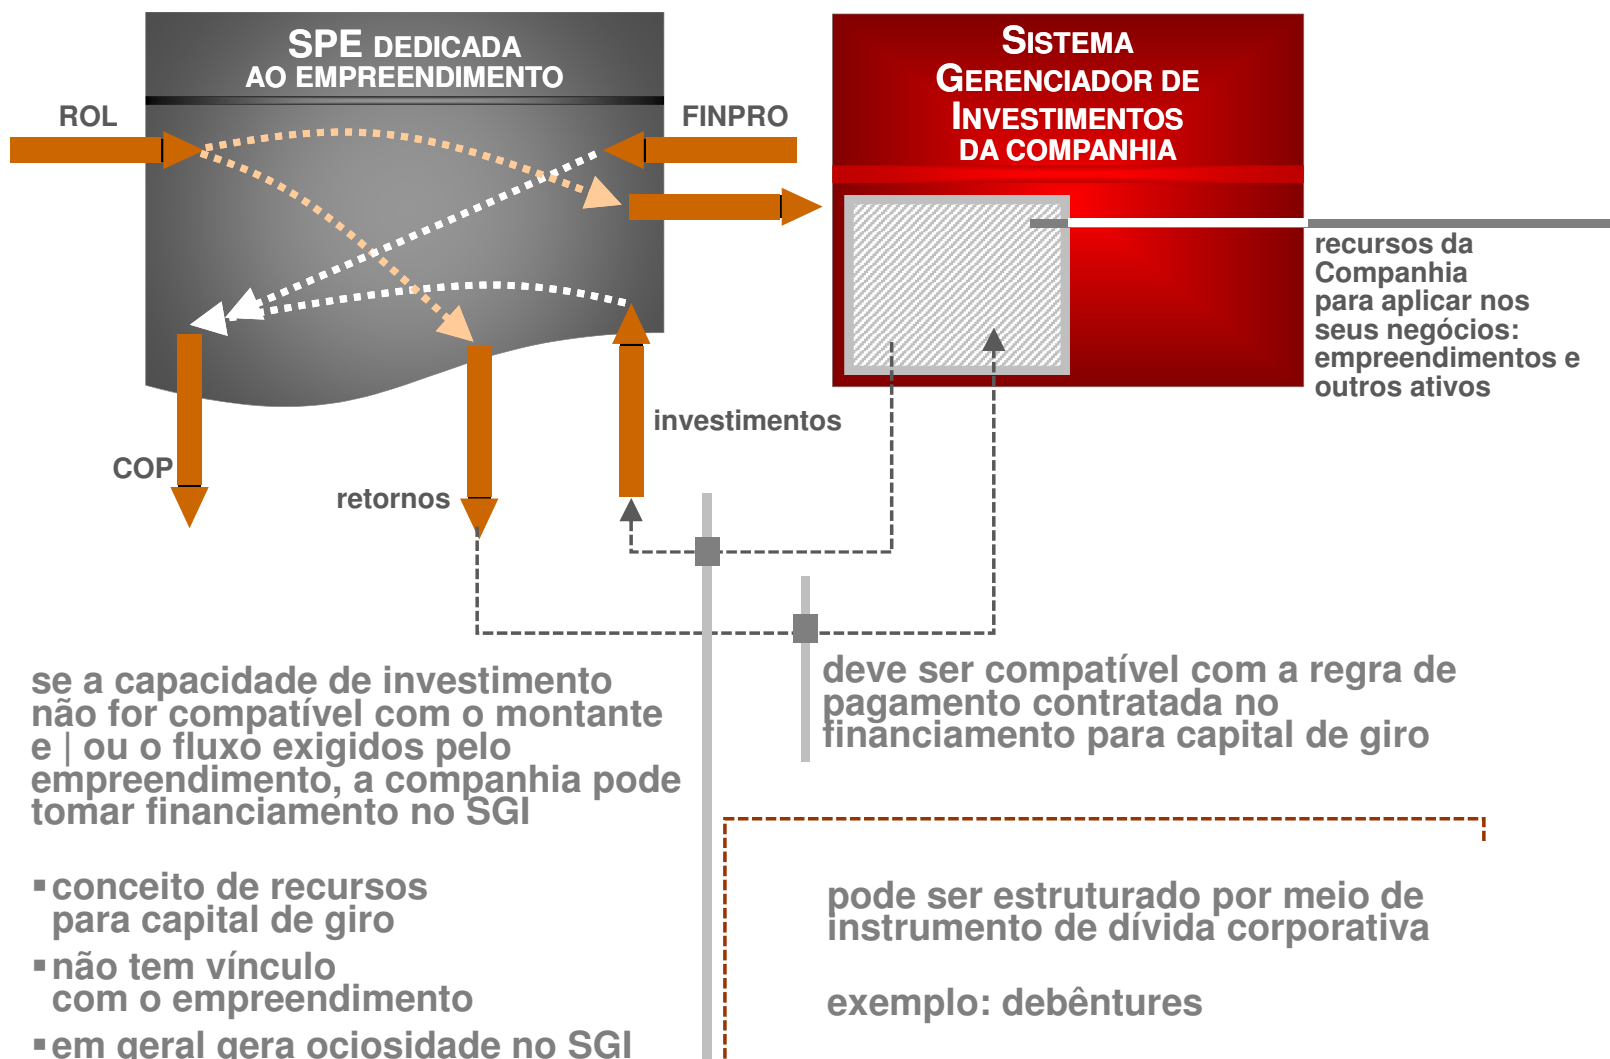 SPE DEDICADA
AO EMPREENDIMENTO
SISTEMA
GERENCIADOR DE
INVESTIMENTOS
DA COMPANHIA
ROL
FINPRO
recursos da
Companhia
para aplicar nos
seus negócios:
empreendimentos e
outros ativos
investimentos
COP
retornos
se a capacidade de investimento
não for compatível com o montante
e | ou o fluxo exigidos pelo
empreendimento, a companhia pode
tomar financiamento no SGI
▪conceito de recursos
para capital de giro
▪não tem vínculo
com o empreendimento
▪em geral gera ociosidade no SGI
deve ser compatível com a regra de
pagamento contratada no
financiamento para capital de giro
pode ser estruturado por meio de
instrumento de dívida corporativa
exemplo: debêntures